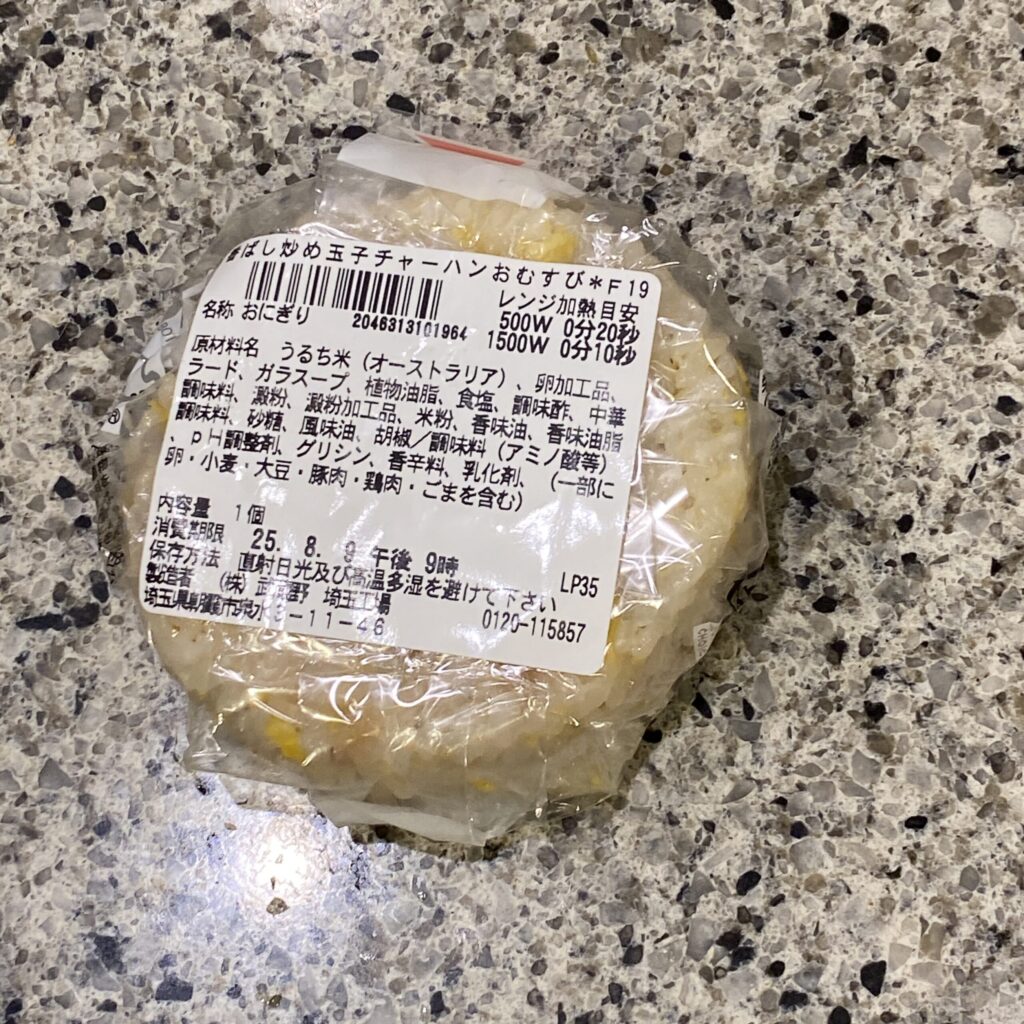 ばし炒め玉子チャーハンおむすび*F19
レンジ加熱目安
500W 0分20秒
1500W 0分10秒
2046313101964
名称 おにぎり
原材料名 うるち米(オーストラリア)、卵加工品、
ラード、ガラスープ、植物油脂、食塩、調味酢、中華
調味料、澱粉、澱粉加工品、米粉、香味油、香味油脂
調味料、砂糖、風味油、胡椒/調味料(アミノ酸等)
、pH調整剤、グリシン、香辛料、乳化剤、(一部に
卵・小麦・大豆・豚肉・鶏肉・ごまを含む)
内容量 1個
消費期限 25. 8. 9 午後 9時
保存方法 直射日光及び高温多湿を避けて下さい
LP35
製造者 (株)武蔵野 埼玉工場
埼玉県朝霞市 3-11-46
0120-115857